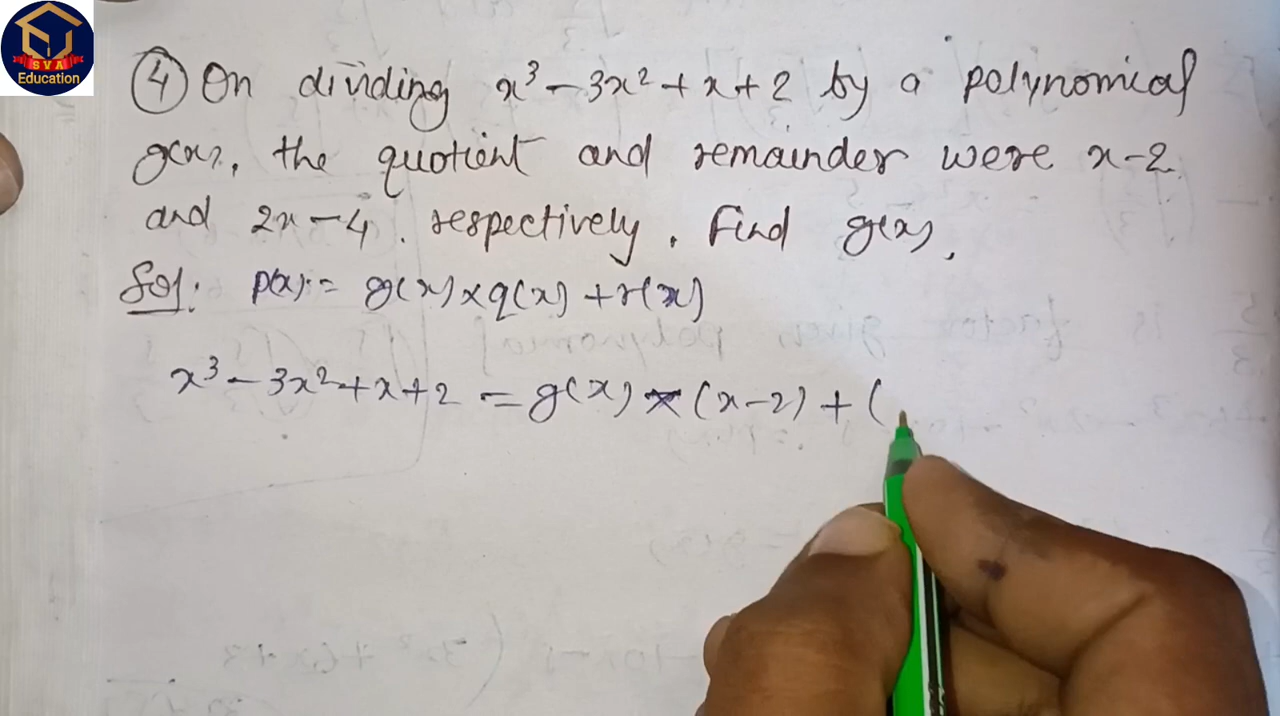 SVA
Education
④ On dividing x³-3x²+x+2 by a polynomial
g(x), the quotient and remainder were x-2
and 2x-4. respectively. Find g(x).
Sol: p(x) = g(x)×q(x)+r(x)
x³-3x²+x+2 = g(x)×(x-2)+(